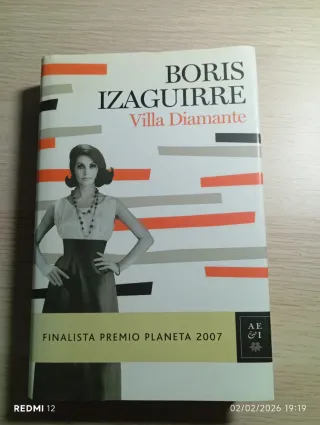 BORIS
IZAGUIRRE
Villa Diamante
FINALISTA PREMIO PLANETA 2007
AE
&I
REDMI 12
02/02/2026 19:19